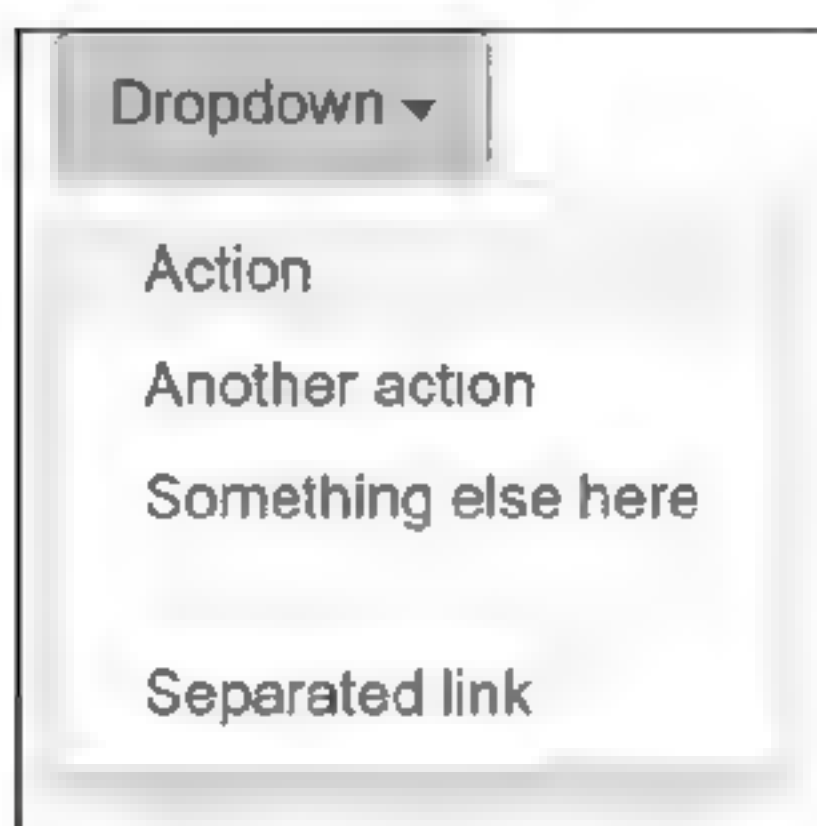 Dropdown
Action
Another action
Something else here
Separated link